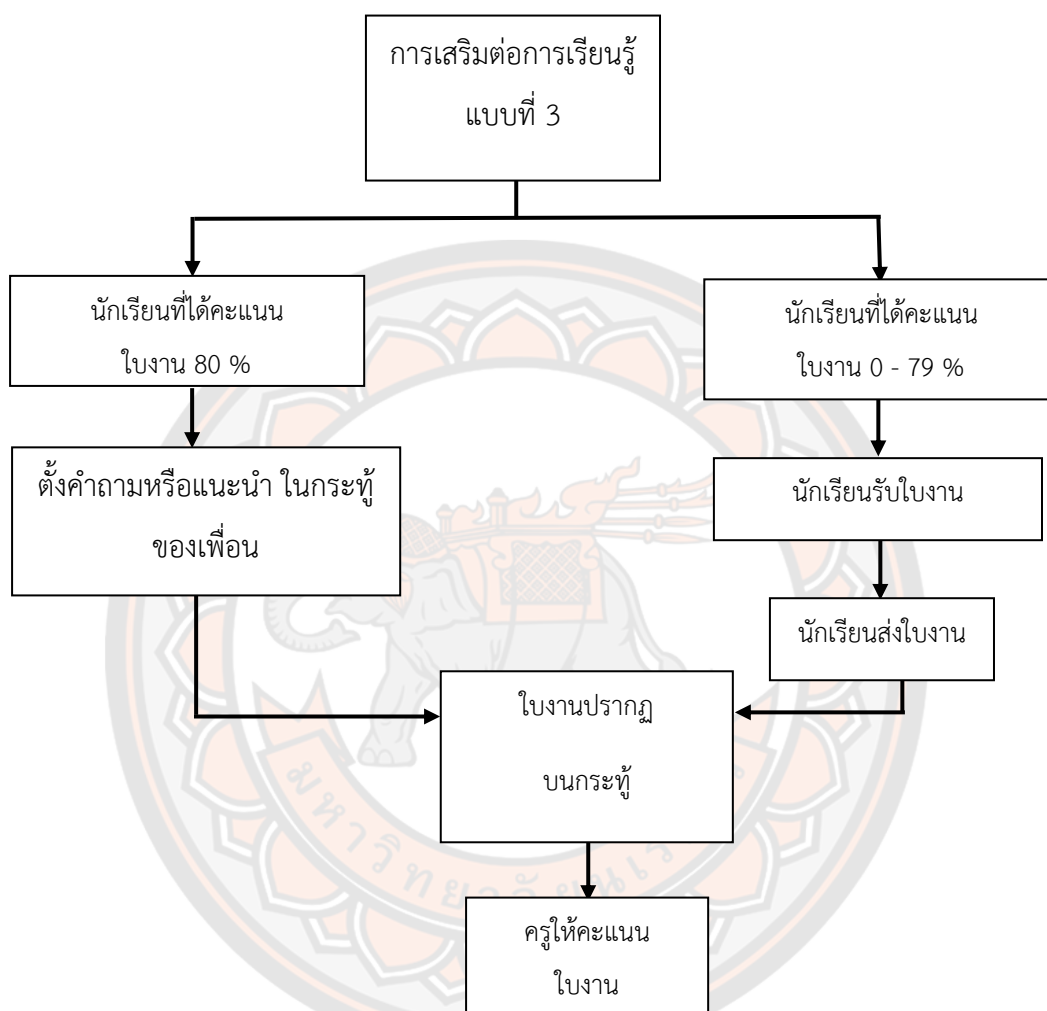 การเสริมต่อการเรียนรู้
แบบที่ 3
นักเรียนที่ได้คะแนน
ใบงาน 80 %
นักเรียนที่ได้คะแนน
ใบงาน 0 - 79 %
ตั้งคำถามหรือแนะนำ ในกระทู้
ของเพื่อน
นักเรียนรับใบงาน
นักเรียนส่งใบงาน
ใบงานปรากฏ
บนกระทู้
ครูให้คะแนน
ใบงาน